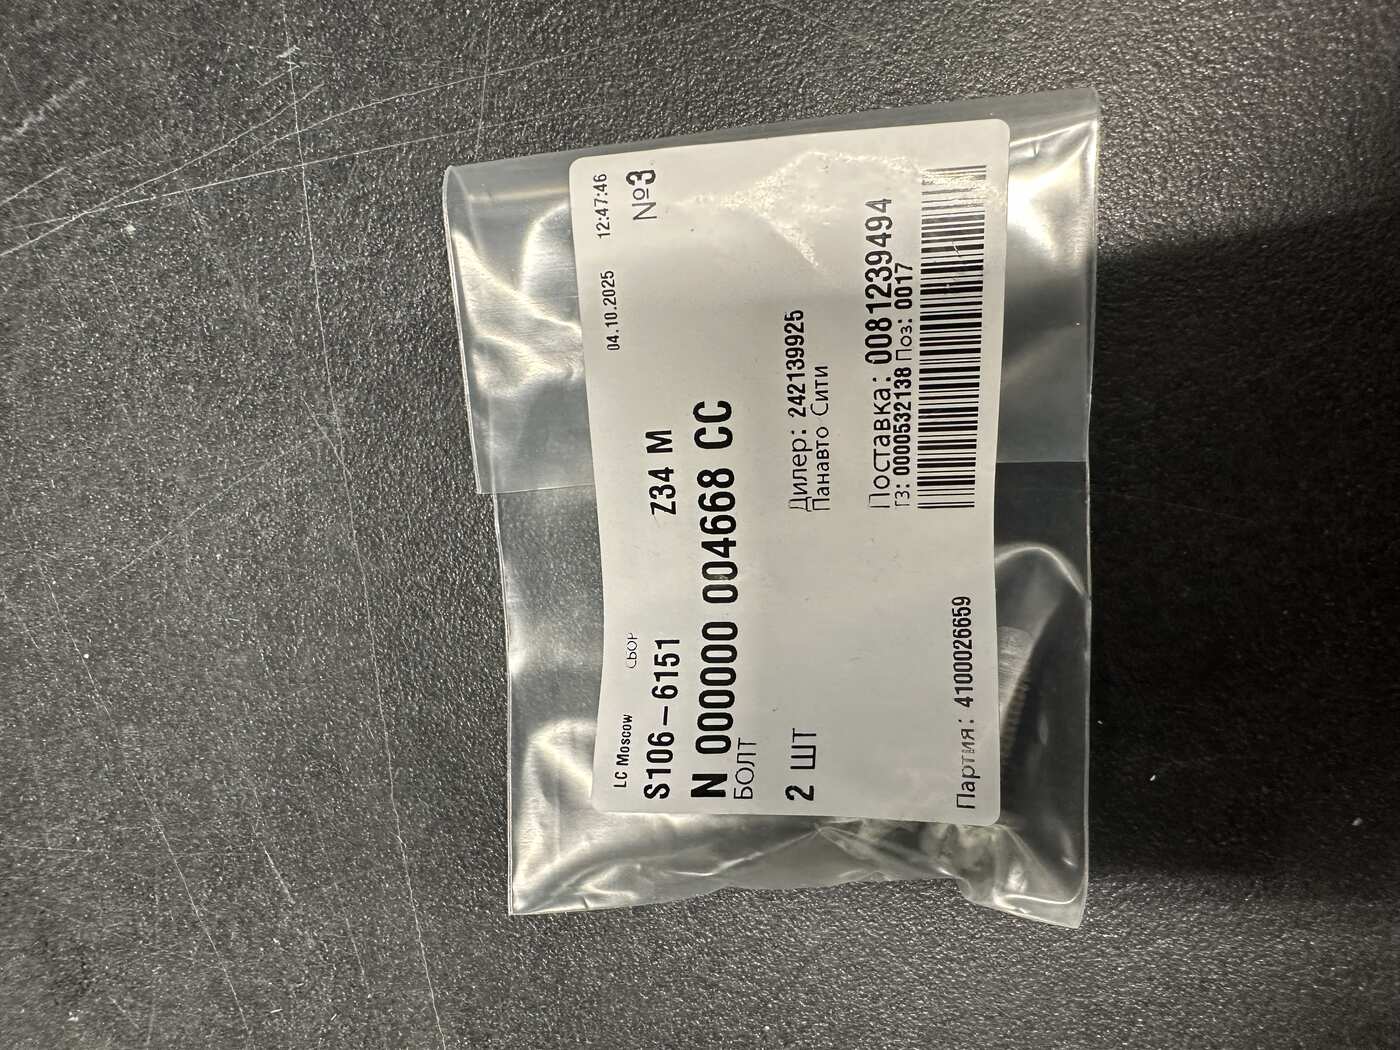 LC Moscow СБОР 04.10.2025 12:47:46
S106-6151 Z34 M №3
N 000000 004668 CC
БОЛТ
2 ШТ Дилер: 242139925
Панавто Сити
Поставка: 0081239494
ГЗ: 0000532138 Поз: 0017
Партия: 4100026659